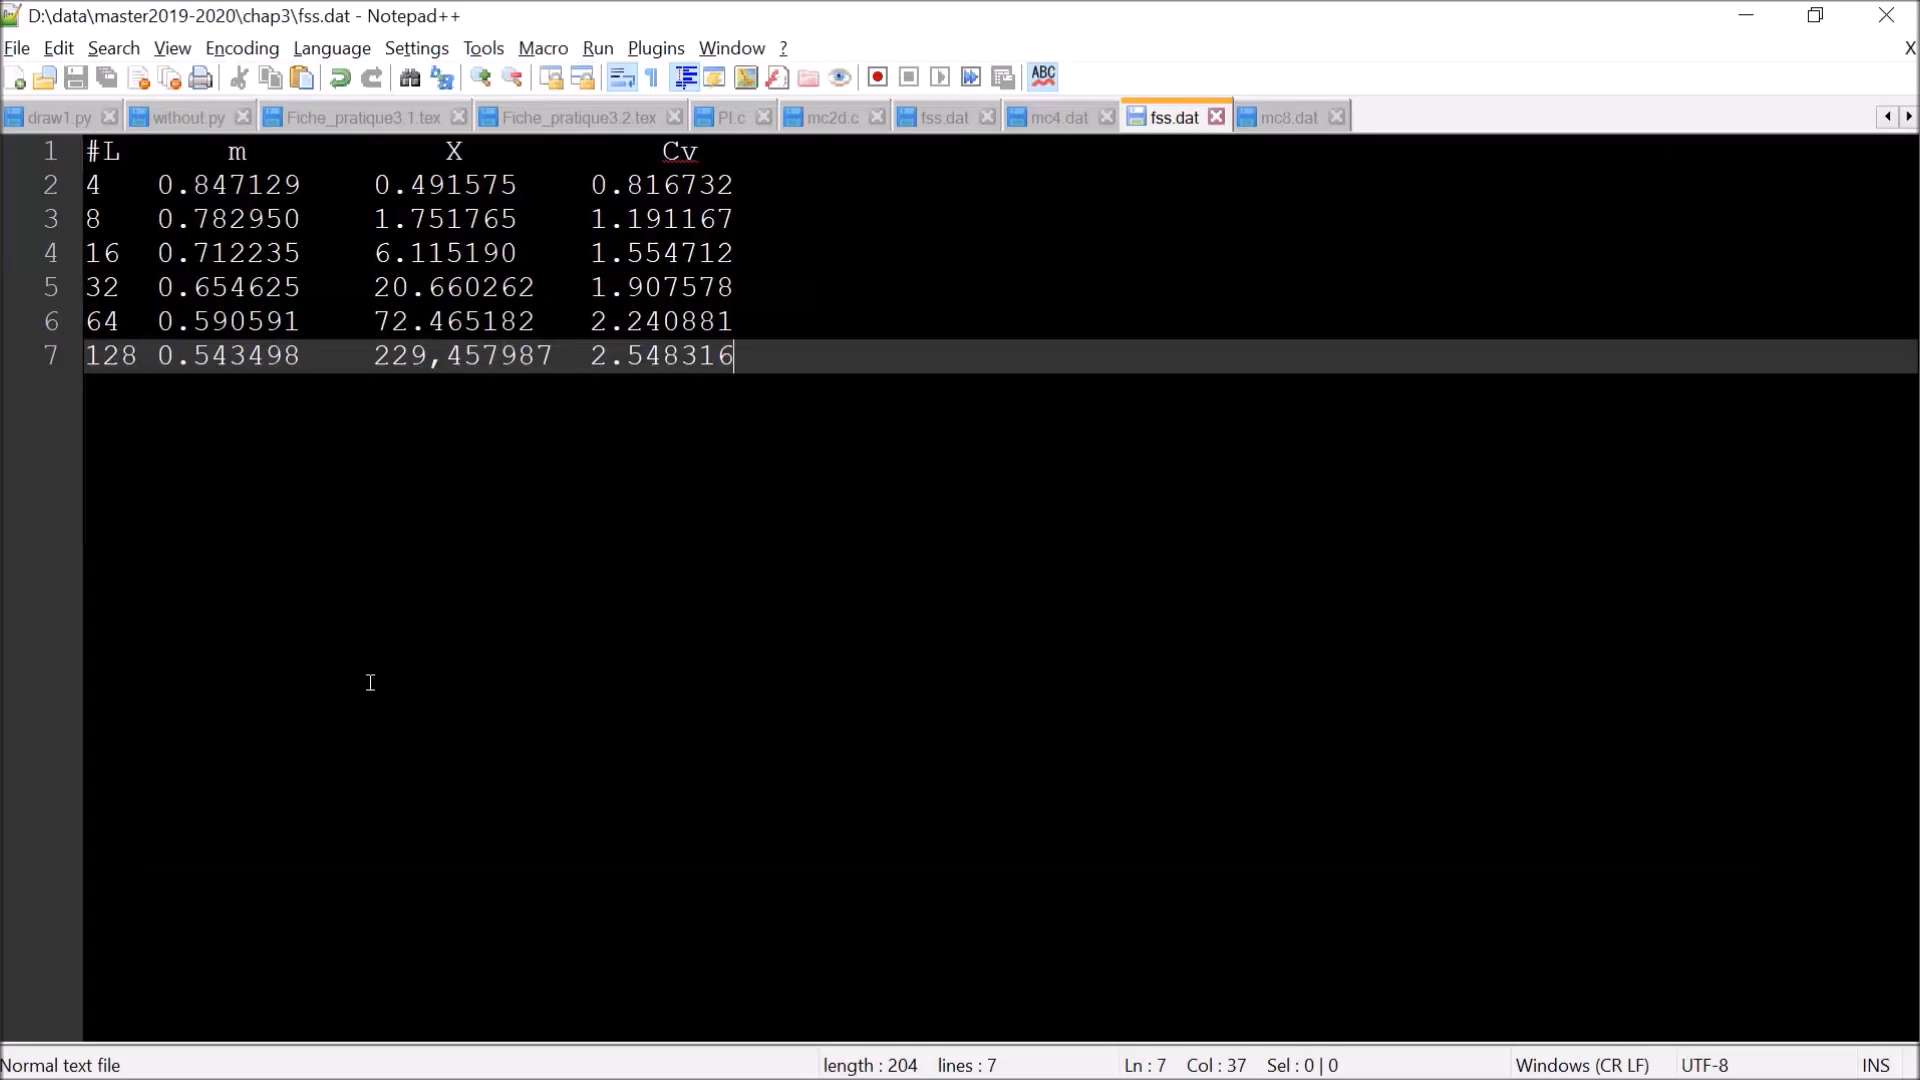 D:\data\master2019-2020\chap3\fss.dat - Notepad++
File Edit Search View Encoding Language Settings Tools Macro Run Plugins Window ? X
ABC
draw1.py without.py Fiche_pratique3.1.tex Fiche_pratique3.2.tex PI.c mc2d.c fss.dat mc4.dat fss.dat mc8.dat
1 #L m X Cv
2 4 0.847129 0.491575 0.816732
3 8 0.782950 1.751765 1.191167
4 16 0.712235 6.115190 1.554712
5 32 0.654625 20.660262 1.907578
6 64 0.590591 72.465182 2.240881
7 128 0.543498 229,457987 2.548316
Normal text file length : 204 lines : 7 Ln : 7 Col : 37 Sel : 0 | 0 Windows (CR LF) UTF-8 INS